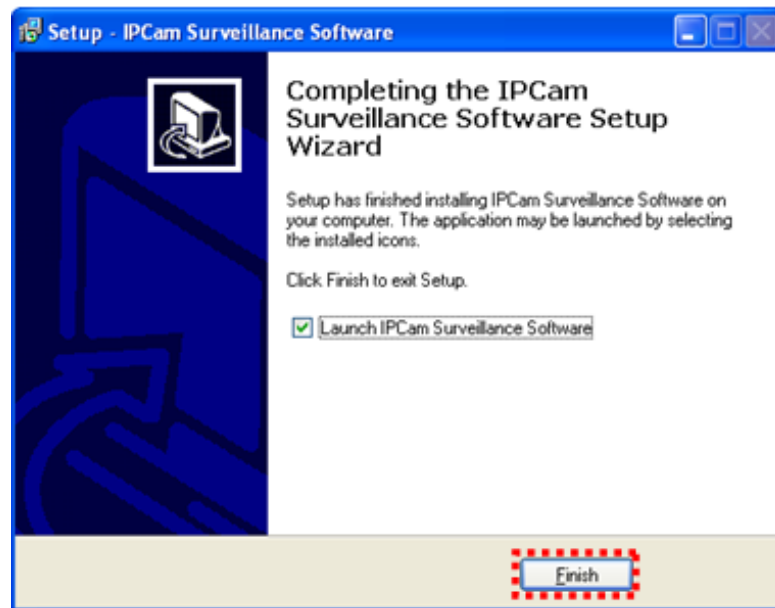 Setup - IPCam Surveillance Software
Completing the IPCam
Surveillance Software Setup
Wizard
Setup has finished installing IPCam Surveillance Software on
your computer. The application may be launched by selecting
the installed icons.
Click Finish to exit Setup.
Launch IPCam Surveillance Software
Finish